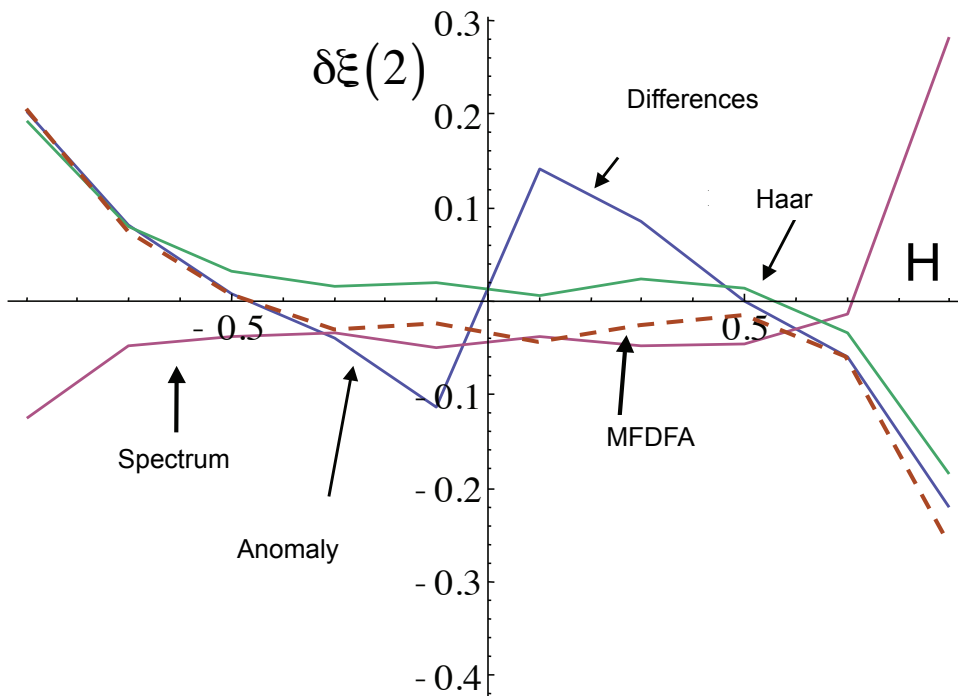 0.3
δξ(2)
Differences
0.2
0.1
Haar
H
- 0.5
0.5
- 0.1
MFDFA
Spectrum
- 0.2
Anomaly
- 0.3
- 0.4